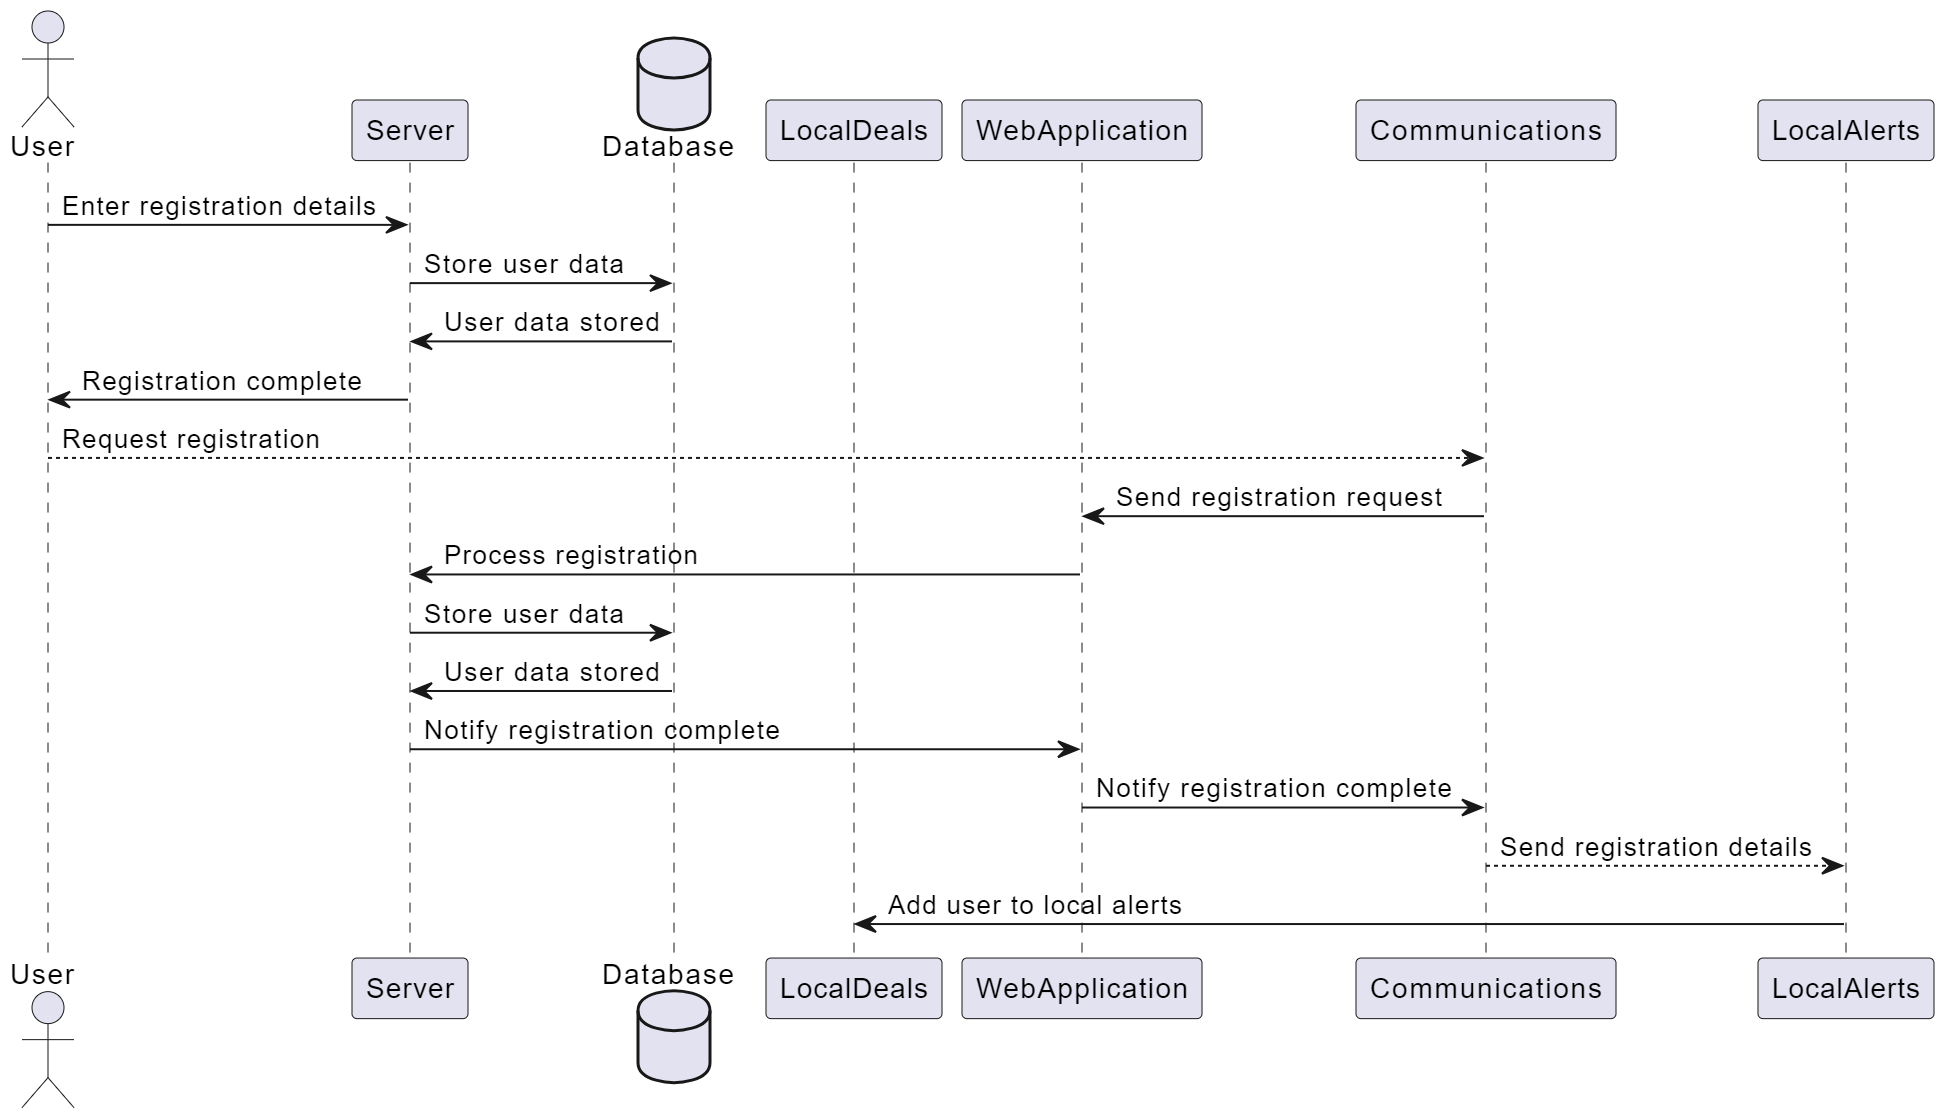 User
Server
Database
LocalDeals
WebApplication
Communications
LocalAlerts
Enter registration details
Store user data
User data stored
Registration complete
Request registration
Send registration request
Process registration
Store user data
User data stored
Notify registration complete
Notify registration complete
Send registration details
Add user to local alerts
User
Server
Database
LocalDeals
WebApplication
Communications
LocalAlerts